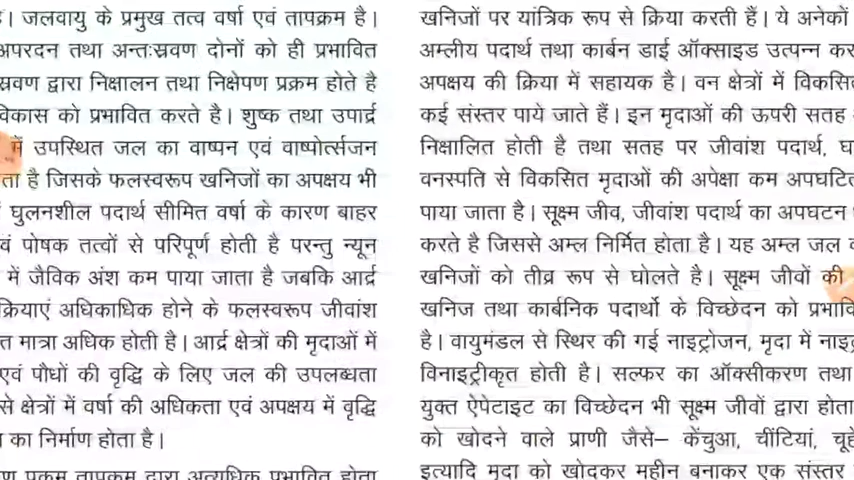 जलवायु के प्रमुख तत्व वर्षा एवं तापक्रम है।
अपरदन तथा अन्तःस्रवण दोनों को ही प्रभावित
द्वारा निक्षालन तथा निक्षेपण प्रक्रम होते है
विकास को प्रभावित करते है। शुष्क तथा उपार्द्र
में उपस्थित जल का वाष्पन एवं वाष्पोर्त्सजन
है जिसके फलस्वरूप खनिजों का अपक्षय भी
घुलनशील पदार्थ सीमित वर्षा के कारण बाहर
पोषक तत्वों से परिपूर्ण होती है परन्तु न्यून
में जैविक अंश कम पाया जाता है जबकि आर्द्र
क्रियाएं अधिकाधिक होने के फलस्वरूप जीवांश
मात्रा अधिक होती है। आर्द्र क्षेत्रों की मृदाओं में
एवं पौधों की वृद्धि के लिए जल की उपलब्धता
से क्षेत्रों में वर्षा की अधिकता एवं अपक्षय में वृद्धि
का निर्माण होता है।
प्रक्रम तापक्रम द्वारा अत्यधिक प्रभावित होता
खनिजों पर यांत्रिक रूप से क्रिया करती हैं। ये अनेकों
अम्लीय पदार्थ तथा कार्बन डाई ऑक्साइड उत्पन्न कर
अपक्षय की क्रिया में सहायक है। वन क्षेत्रों में
कई संस्तर पाये जाते हैं। इन मृदाओं की ऊपरी सतह
निक्षालित होती है तथा सतह पर जीवांश पदार्थ,
वनस्पति से विकसित मृदाओं की अपेक्षा कम
पाया जाता है। सूक्ष्म जीव, जीवांश पदार्थ का अपघटन
करते है जिससे अम्ल निर्मित होता है। यह अम्ल जल
खनिजों को तीव्र रूप से घोलते है। सूक्ष्म जीवों की
खनिज तथा कार्बनिक पदार्थो के विच्छेदन को
है। वायुमंडल से स्थिर की गई नाइट्रोजन, मृदा में
विनाइट्रीकृत होती है। सल्फर का ऑक्सीकरण तथा
युक्त ऐपेटाइट का विच्छेदन भी सूक्ष्म जीवों द्वारा होता
को खोदने वाले प्राणी जैसे– केंचुआ, चींटियां,
इत्यादि मृदा को खोदकर महीन बनाकर एक संस्तर